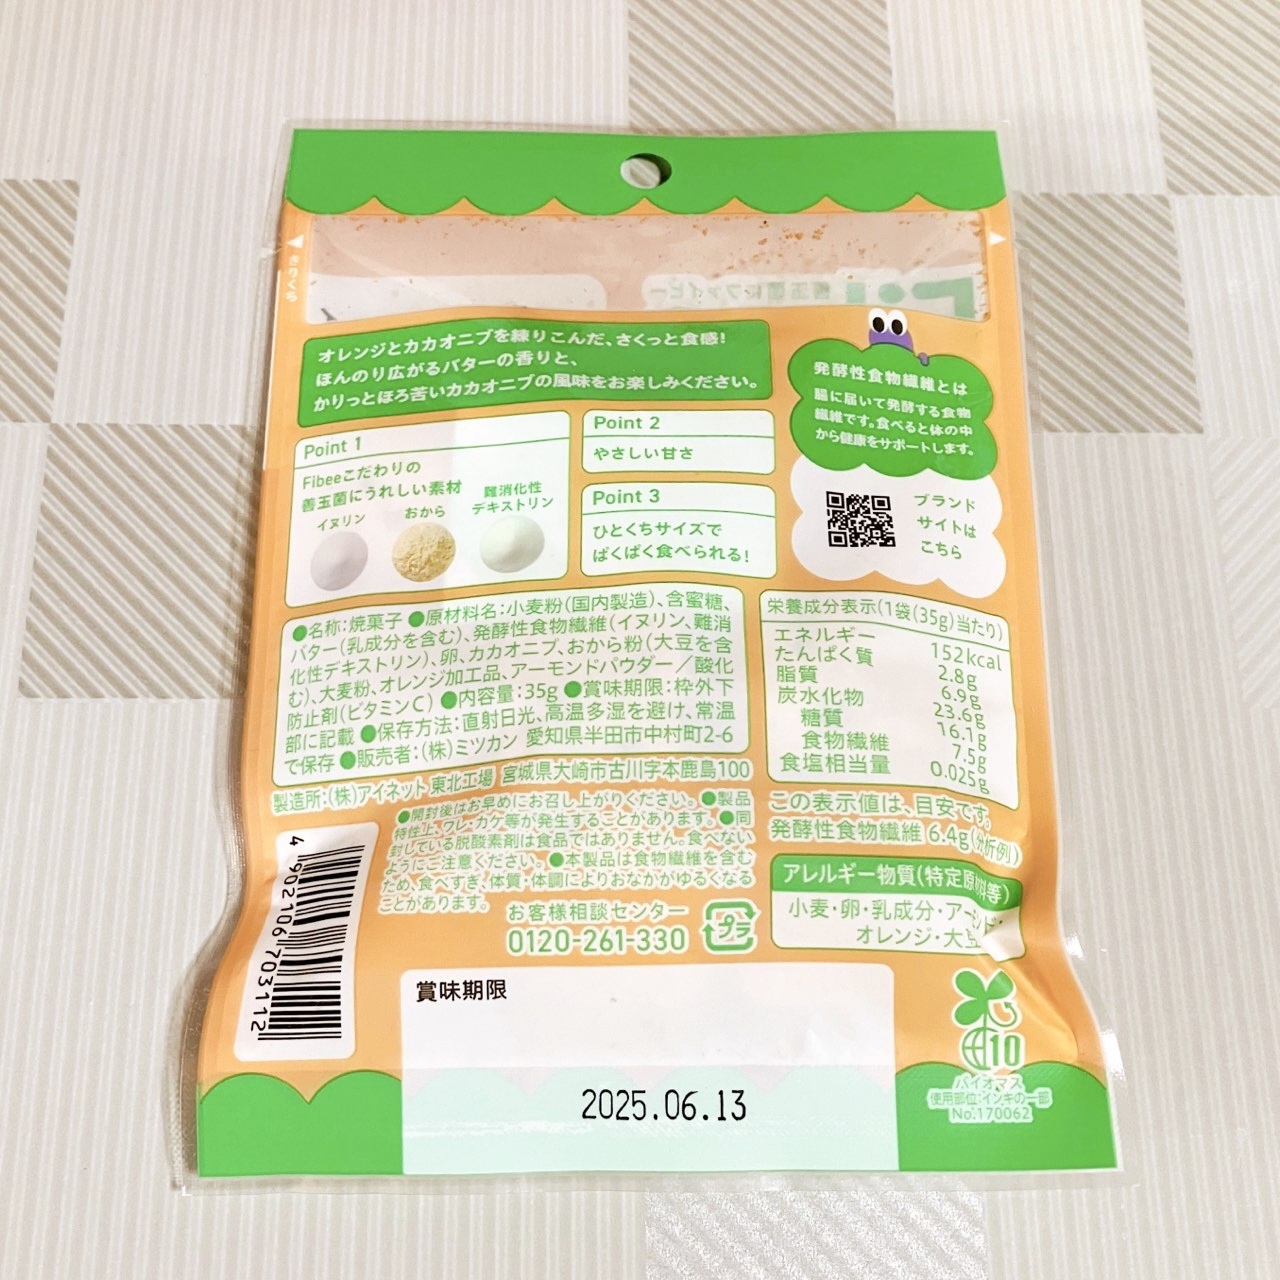 きりくち
オレンジとカカオニブを練りこんだ、さくっと食感！
ほんのり広がるバターの香りと、
かりっとほろ苦いカカオニブの風味をお楽しみください。
Point 1
Fibeeこだわりの
善玉菌にうれしい素材
イヌリン
おから
難消化性
デキストリン
Point 2
やさしい甘さ
Point 3
ひとくちサイズで
ぱくぱく食べられる！
発酵性食物繊維とは
腸に届いて発酵する食物
繊維です。食べると体の中
から健康をサポートします。
ブランド
サイトは
こちら
●名称：焼菓子 ●原材料名：小麦粉（国内製造）、含蜜糖、
バター（乳成分を含む）、発酵性食物繊維（イヌリン、難消
化性デキストリン）、卵、カカオニブ、おから粉（大豆を含
む）、大麦粉、オレンジ加工品、アーモンドパウダー／酸化
防止剤（ビタミンC） ●内容量：35g ●賞味期限：枠外下
部に記載 ●保存方法：直射日光、高温多湿を避け、常温
で保存 ●販売者：（株）ミツカン 愛知県半田市中村町2-6
製造所：（株）アイネット 東北工場 宮城県大崎市古川字本鹿島100
栄養成分表示（1袋（35g）当たり）
エネルギー 152kcal
たんぱく質 2.8g
脂質 6.9g
炭水化物 23.6g
糖質 16.1g
食物繊維 7.5g
食塩相当量 0.025g
この表示値は、目安です。
発酵性食物繊維 6.4g（分析例）
●開封後はお早めにお召し上がりください。 ●製品
特性上、ワレ・カケ等が発生することがあります。 ●同
封している脱酸素剤は食品ではありません。食べない
ようにご注意ください。 ●本製品は食物繊維を含む
ため、食べすぎ、体質・体調によりおなかがゆるくなる
ことがあります。
お客様相談センター
0120-261-330
プラ
アレルギー物質（特定原材料等）
小麦・卵・乳成分・アーモンド・
オレンジ・大豆
4 902106 703112
賞味期限
2025.06.13
10
バイオマス
使用部位：インキの一部
No.170062